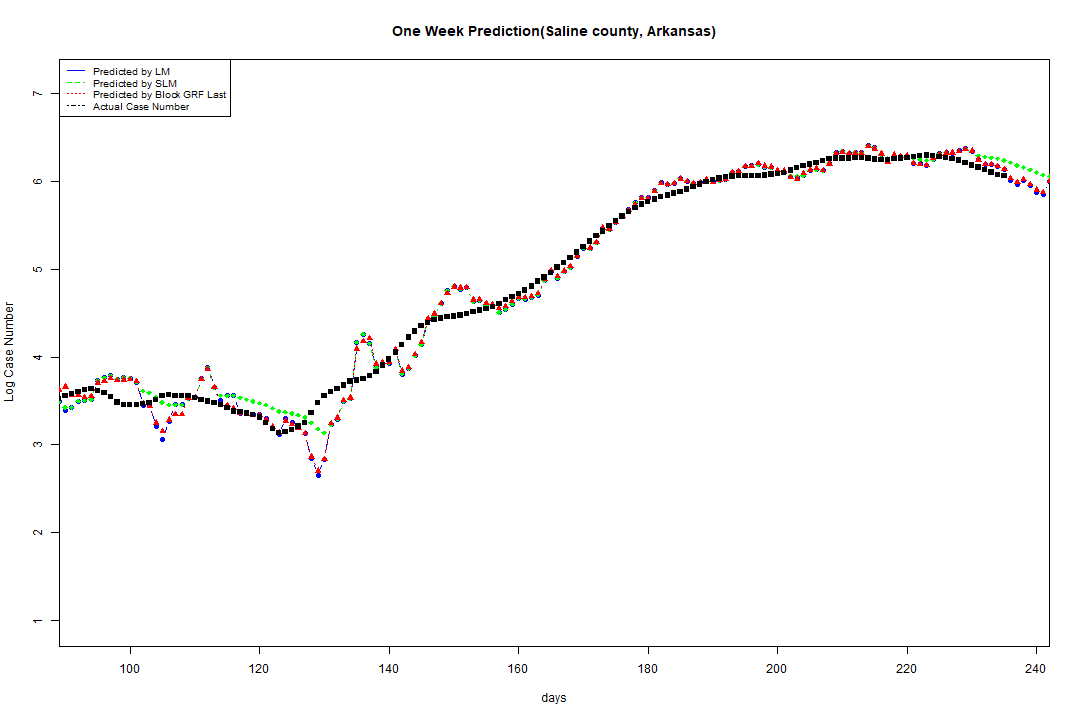 One Week Prediction(Saline county, Arkansas)
Predicted by LM
Predicted by SLM
Predicted by Block GRF Last
Actual Case Number
7
6
5
4
3
2
1
Log Case Number
100 120 140 160 180 200 220 240
days